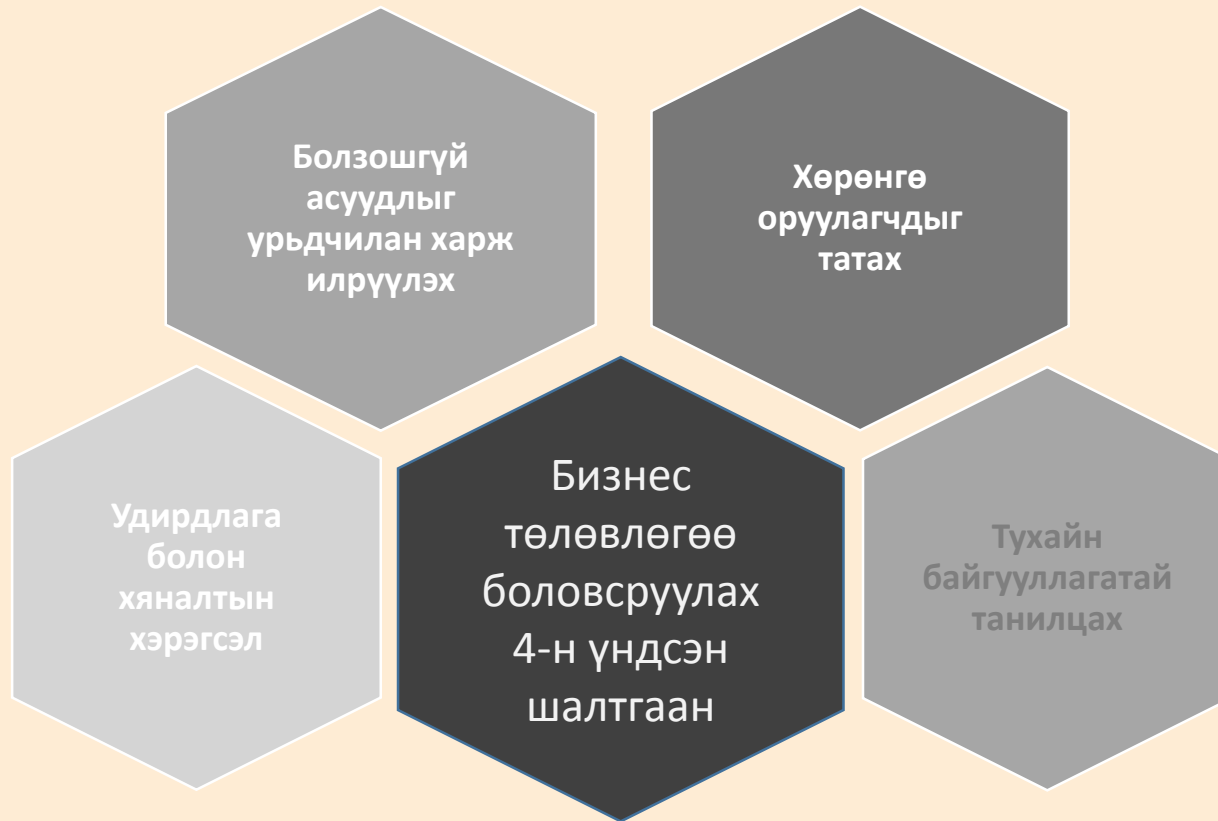 Болзошгүй
асуудлыг
урьдчилан харж
илрүүлэх
Хөрөнгө
оруулагчдыг
татах
Удирдлага
болон
хяналтын
хэрэгсэл
Бизнес
төлөвлөгөө
боловсруулах
4-н үндсэн
шалтгаан
Тухайн
байгууллагатай
танилцах